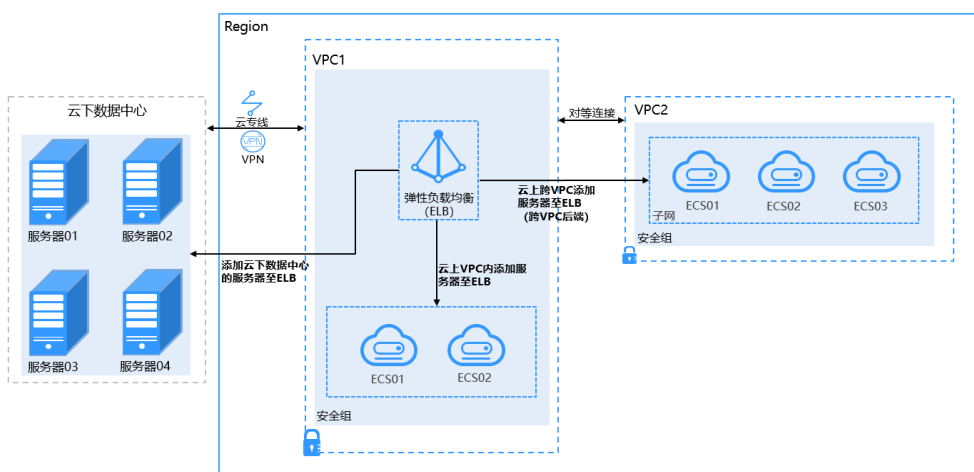 Region
VPC1
云下数据中心
云专线
VPN
VPN
对等连接
VPC2
弹性负载均衡
(ELB)
云上跨VPC添加
服务器至ELB
(跨VPC后端)
ECS01
ECS02
ECS03
子网
安全组
服务器01
服务器02
添加云下数据中心
的服务器至ELB
云上VPC内添加服
务器至ELB
服务器03
服务器04
ECS01
ECS02
安全组